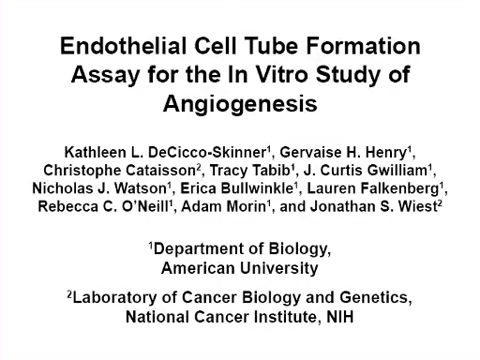 Endothelial Cell Tube Formation
Assay for the In Vitro Study of
Angiogenesis
Kathleen L. DeCicco-Skinner¹, Gervaise H. Henry¹,
Christophe Cataisson², Tracy Tabib¹, J. Curtis Gwilliam¹,
Nicholas J. Watson¹, Erica Bullwinkle¹, Lauren Falkenberg¹,
Rebecca C. O'Neill¹, Adam Morin¹, and Jonathan S. Wiest²
¹Department of Biology,
American University
²Laboratory of Cancer Biology and Genetics,
National Cancer Institute, NIH